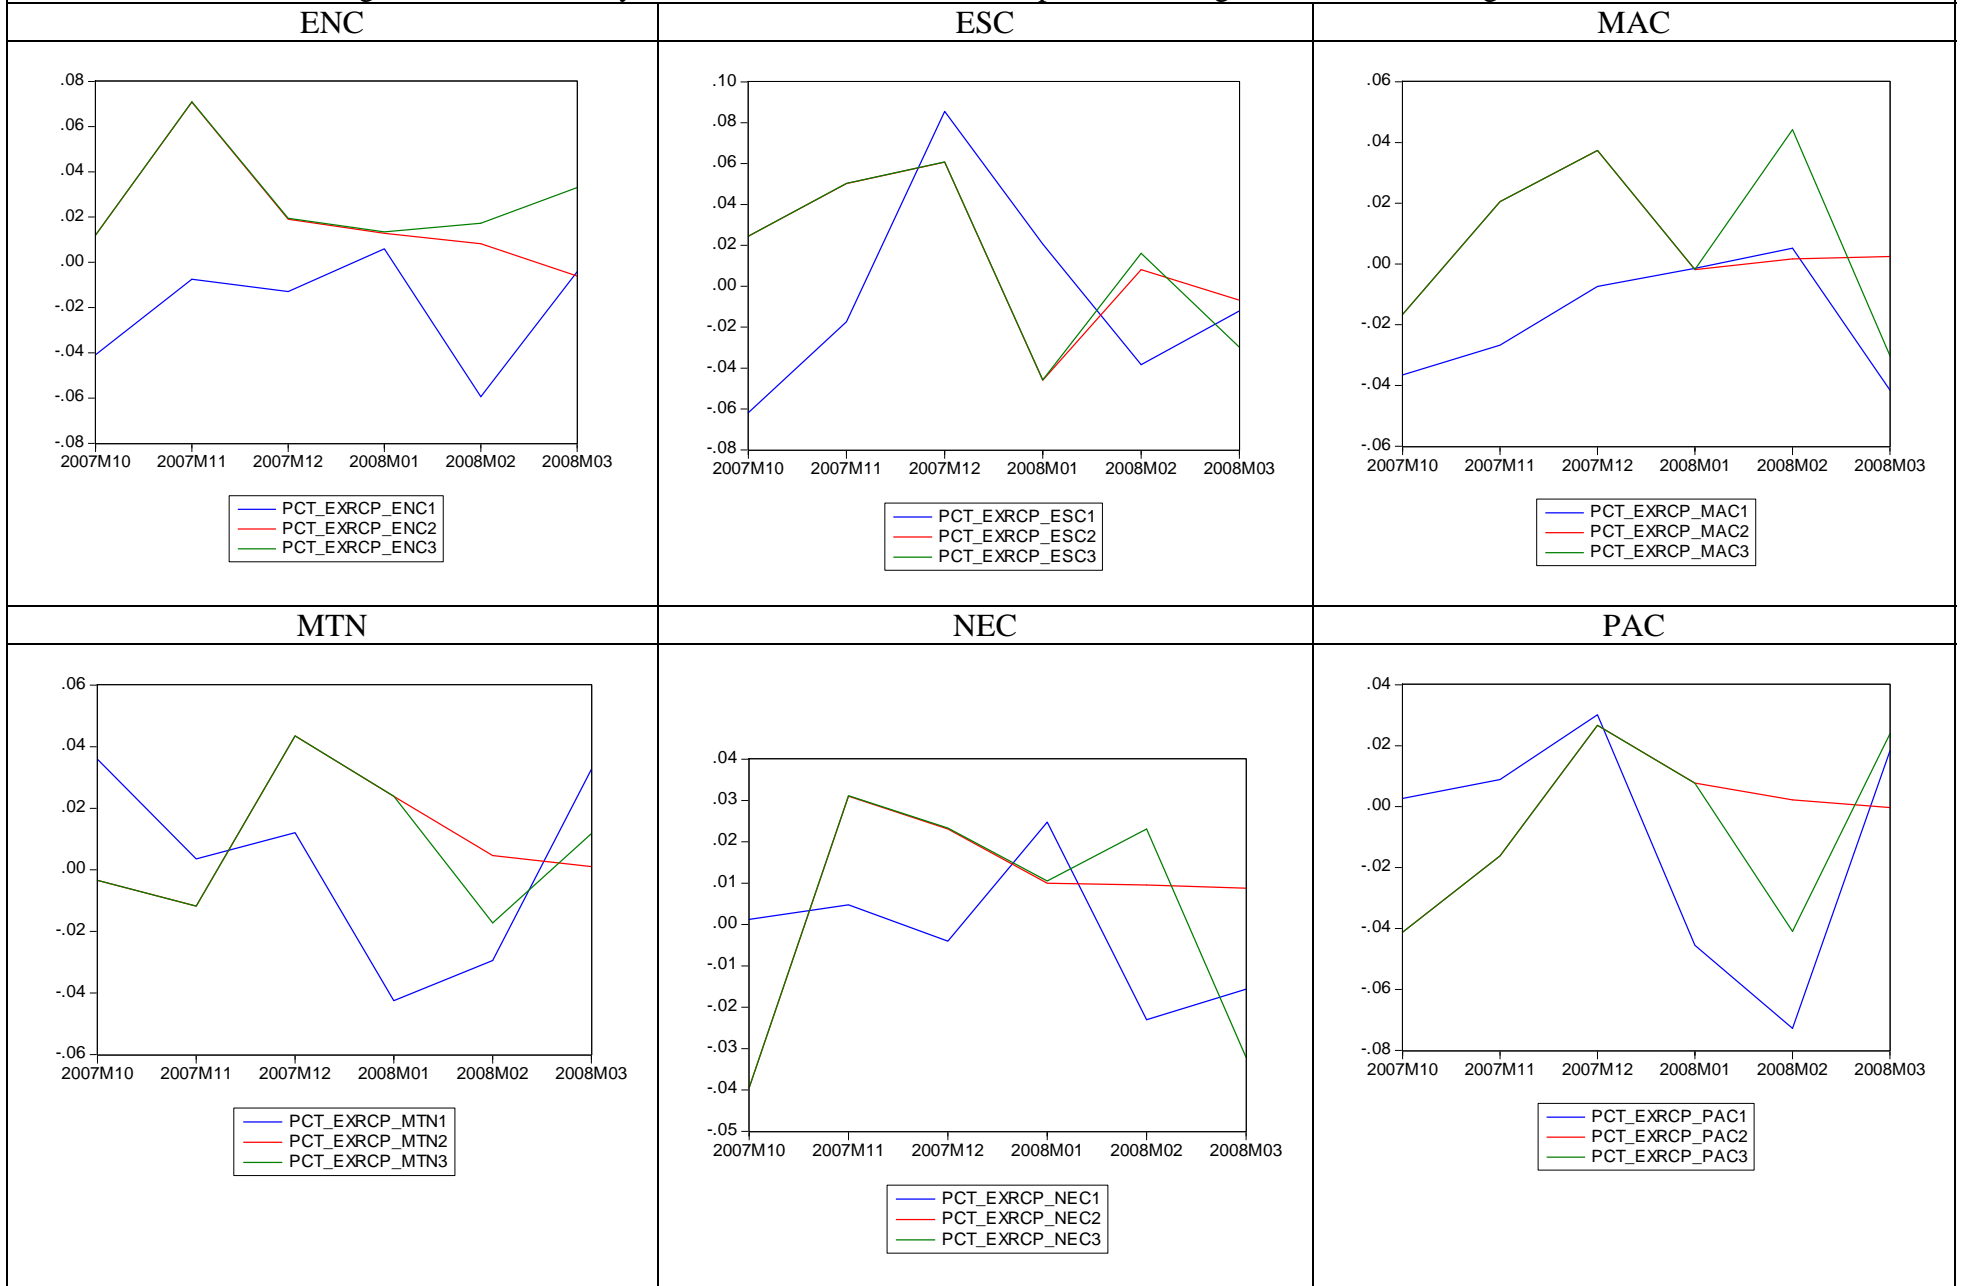 ENC ESC MAC
.08
.06
.04
.02
.00
-.02
-.04
-.06
-.08
2007M10 2007M11 2007M12 2008M01 2008M02 2008M03
PCT_EXRCP_ENC1
PCT_EXRCP_ENC2
PCT_EXRCP_ENC3
.10
.08
.06
.04
.02
.00
-.02
-.04
-.06
-.08
2007M10 2007M11 2007M12 2008M01 2008M02 2008M03
PCT_EXRCP_ESC1
PCT_EXRCP_ESC2
PCT_EXRCP_ESC3
.06
.04
.02
.00
-.02
-.04
-.06
2007M10 2007M11 2007M12 2008M01 2008M02 2008M03
PCT_EXRCP_MAC1
PCT_EXRCP_MAC2
PCT_EXRCP_MAC3
MTN NEC PAC
.06
.04
.02
.00
-.02
-.04
-.06
2007M10 2007M11 2007M12 2008M01 2008M02 2008M03
PCT_EXRCP_MTN1
PCT_EXRCP_MTN2
PCT_EXRCP_MTN3
.04
.03
.02
.01
.00
-.01
-.02
-.03
-.04
-.05
2007M10 2007M11 2007M12 2008M01 2008M02 2008M03
PCT_EXRCP_NEC1
PCT_EXRCP_NEC2
PCT_EXRCP_NEC3
.04
.02
.00
-.02
-.04
-.06
-.08
2007M10 2007M11 2007M12 2008M01 2008M02 2008M03
PCT_EXRCP_PAC1
PCT_EXRCP_PAC2
PCT_EXRCP_PAC3